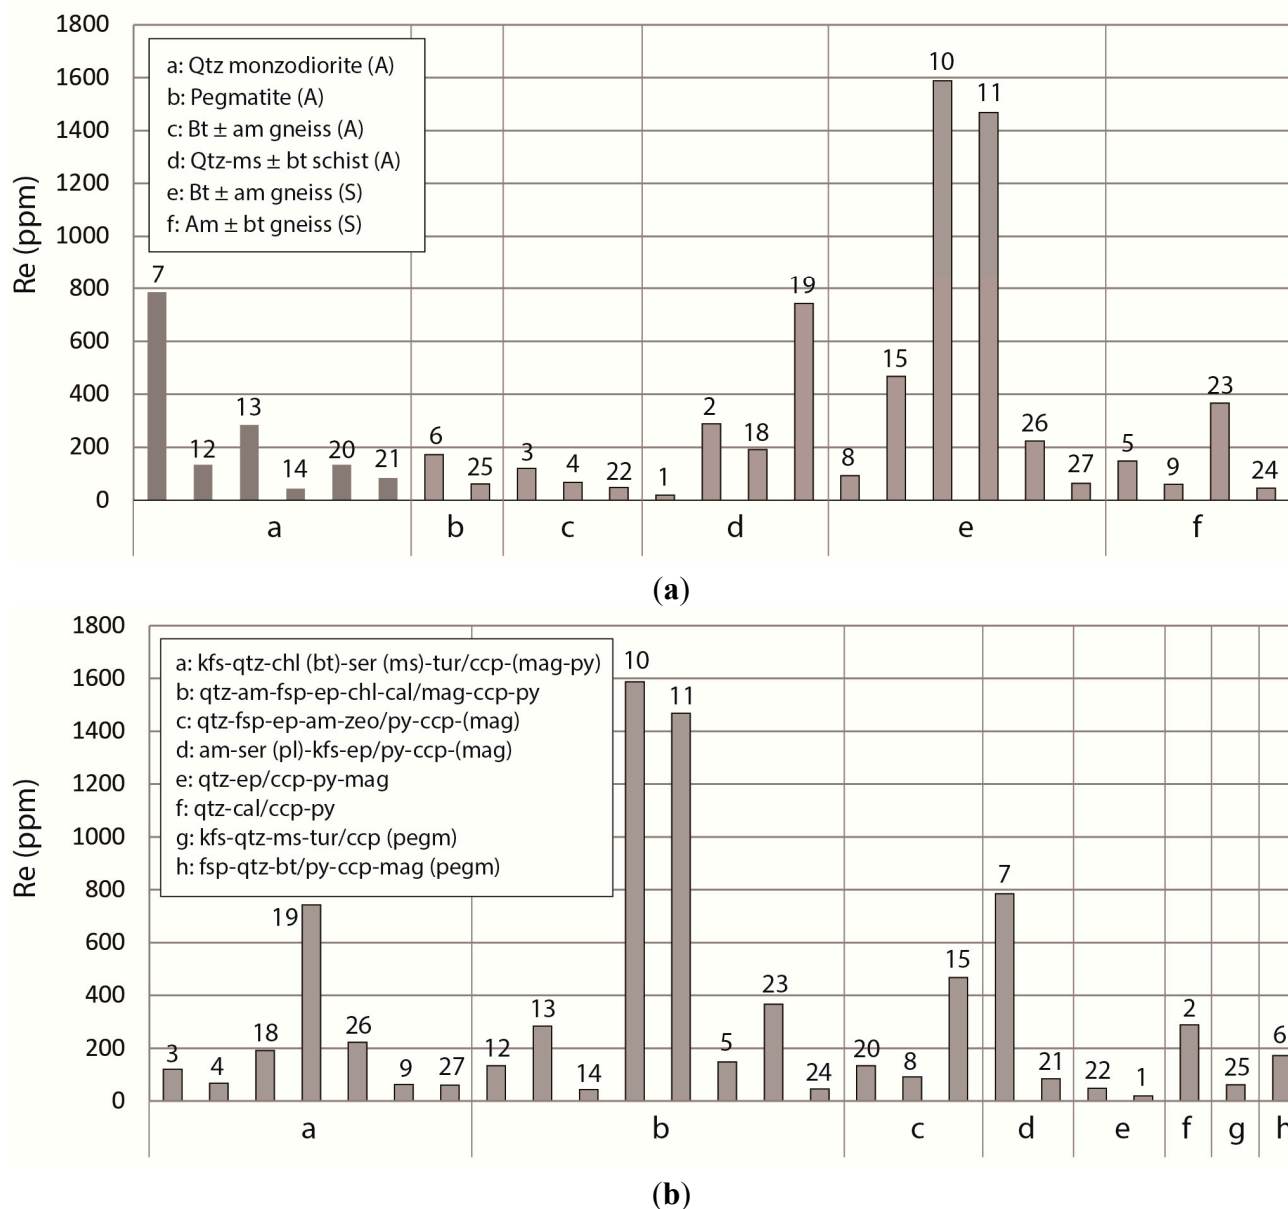 1800
1600
1400
1200
1000
800
600
400
200
0
Re (ppm)
a: Qtz monzodiorite (A)
b: Pegmatite (A)
c: Bt ± am gneiss (A)
d: Qtz-ms ± bt schist (A)
e: Bt ± am gneiss (S)
f: Am ± bt gneiss (S)
7 12 13 14 20 21 6 25 3 4 22 1 2 18 19 8 15 10 11 26 27 5 9 23 24
a b c d e f
(a)
1800
1600
1400
1200
1000
800
600
400
200
0
Re (ppm)
a: kfs-qtz-chl (bt)-ser (ms)-tur/ccp-(mag-py)
b: qtz-am-fsp-ep-chl-cal/mag-ccp-py
c: qtz-fsp-ep-am-zeo/py-ccp-(mag)
d: am-ser (pl)-kfs-ep/py-ccp-(mag)
e: qtz-ep/ccp-py-mag
f: qtz-cal/ccp-py
g: kfs-qtz-ms-tur/ccp (pegm)
h: fsp-qtz-bt/py-ccp-mag (pegm)
3 4 18 19 26 9 27 12 13 14 10 11 5 23 24 20 8 15 7 21 22 1 2 25 6
a b c d e f g h
(b)